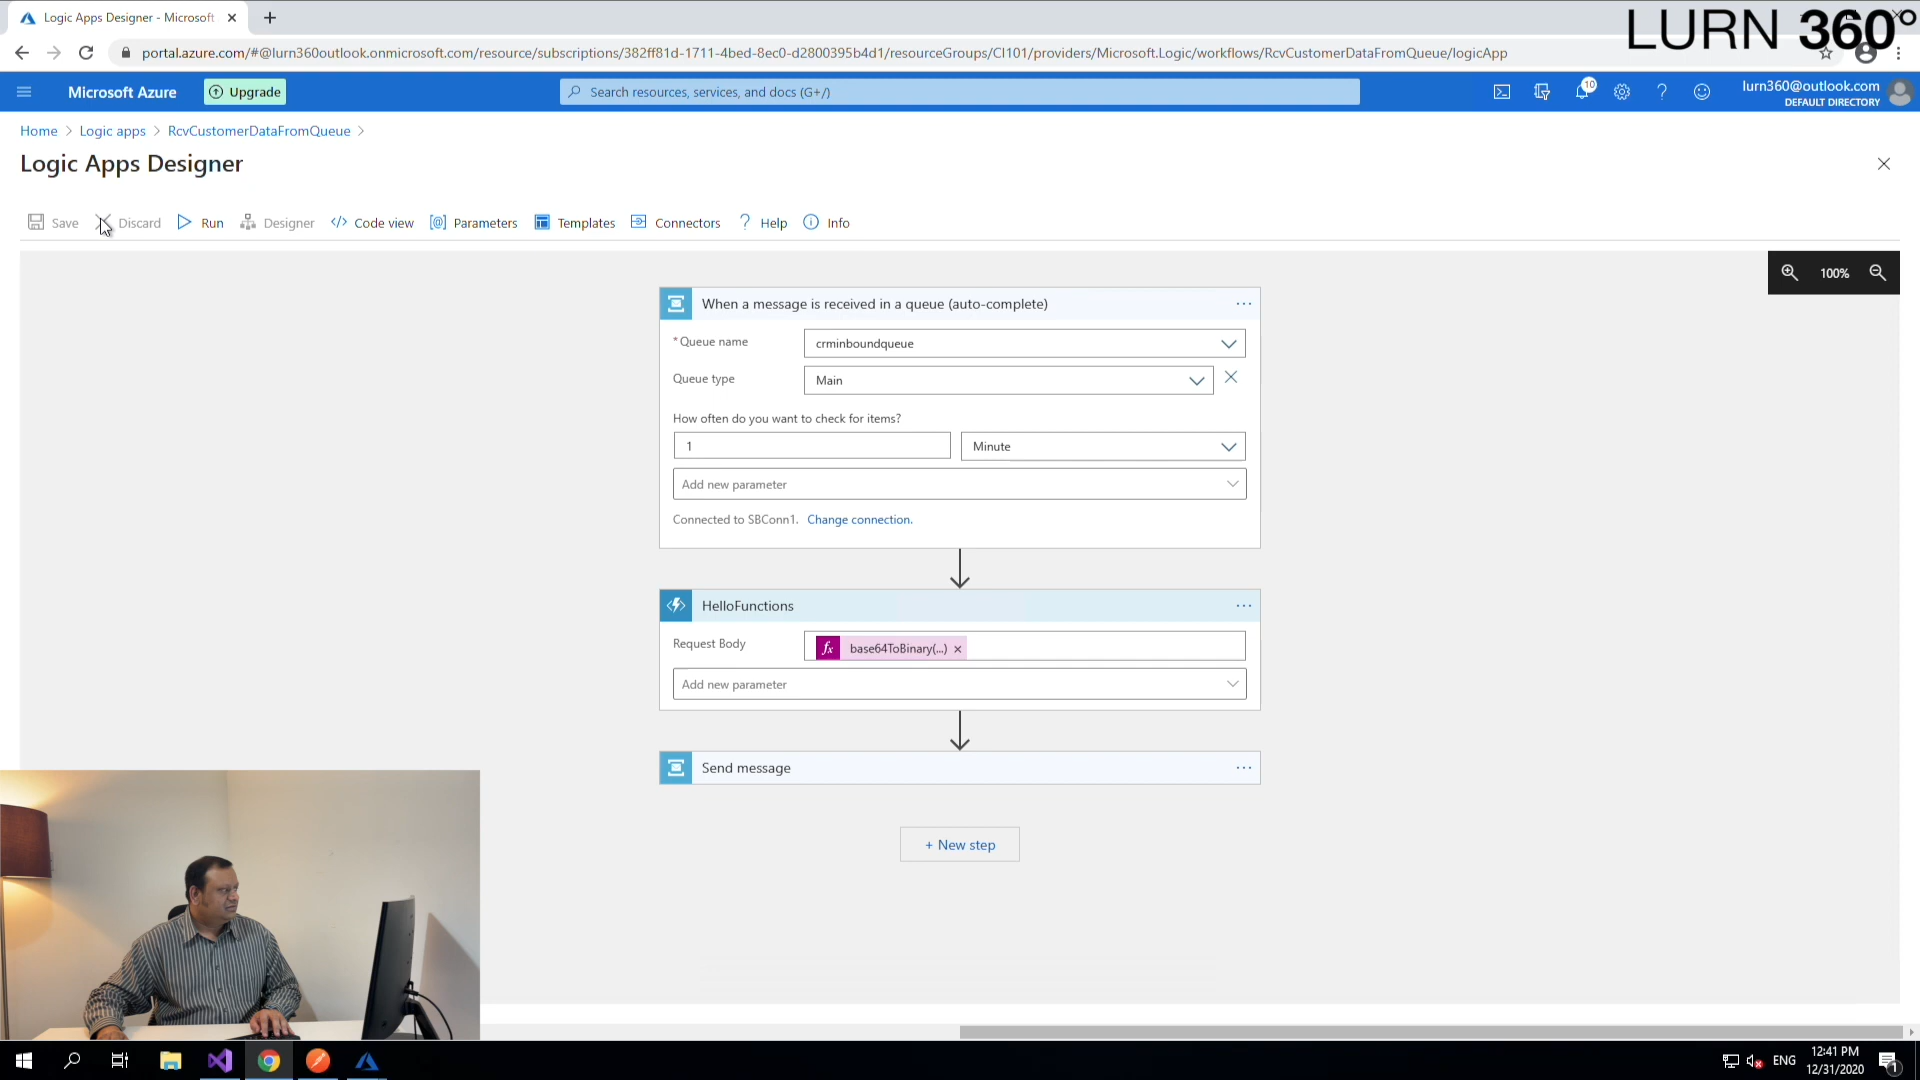 Logic Apps Designer - Microsoft
LURN 360°
portal.azure.com/#@lurn360outlook.onmicrosoft.com/resource/subscriptions/382ff81d-1711-4bed-8ec0-d2800395b4d1/resourceGroups/CI101/providers/Microsoft.Logic/workflows/RcvCustomerDataFromQueue/logicApp
Microsoft Azure
Upgrade
Search resources, services, and docs (G+/)
10
lurn360@outlook.com
DEFAULT DIRECTORY
Home > Logic apps > RcvCustomerDataFromQueue >
Logic Apps Designer
Save Discard Run Designer Code view Parameters Templates Connectors Help Info
100%
When a message is received in a queue (auto-complete)
* Queue name crminboundqueue
Queue type Main
How often do you want to check for items?
1 Minute
Add new parameter
Connected to SBConn1. Change connection.
HelloFunctions
Request Body fx base64ToBinary(...) ×
Add new parameter
Send message
+ New step
ENG
12:41 PM
12/31/2020
1